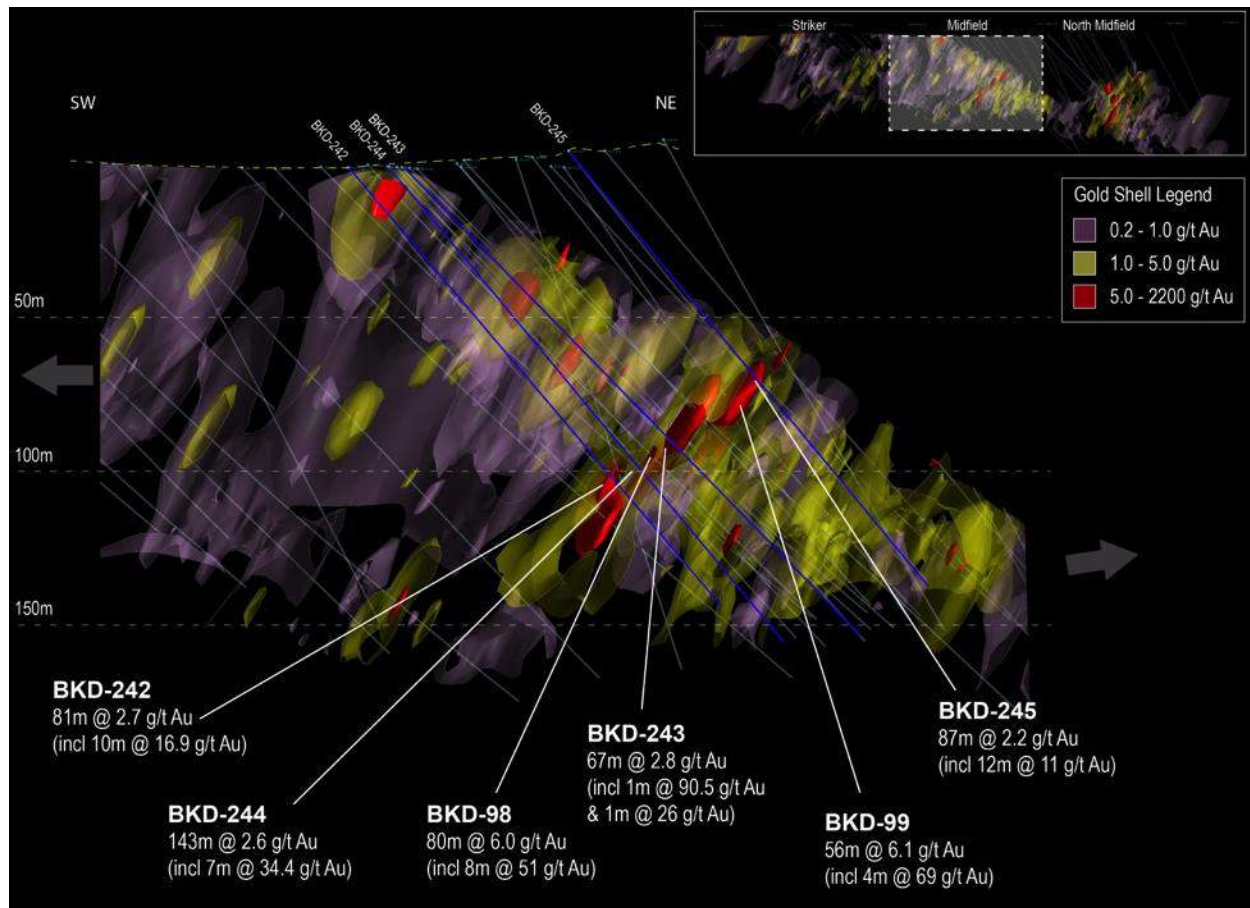 Striker
Midfield
North Midfield
SW
NE
BKD-242
BKD-244
BKD-243
BKD-245
Gold Shell Legend
0.2 - 1.0 g/t Au
1.0 - 5.0 g/t Au
5.0 - 2200 g/t Au
50m
100m
150m
BKD-242
81m @ 2.7 g/t Au
(incl 10m @ 16.9 g/t Au)
BKD-244
143m @ 2.6 g/t Au
(incl 7m @ 34.4 g/t Au)
BKD-98
80m @ 6.0 g/t Au
(incl 8m @ 51 g/t Au)
BKD-243
67m @ 2.8 g/t Au
(incl 1m @ 90.5 g/t Au
& 1m @ 26 g/t Au)
BKD-99
56m @ 6.1 g/t Au
(incl 4m @ 69 g/t Au)
BKD-245
87m @ 2.2 g/t Au
(incl 12m @ 11 g/t Au)